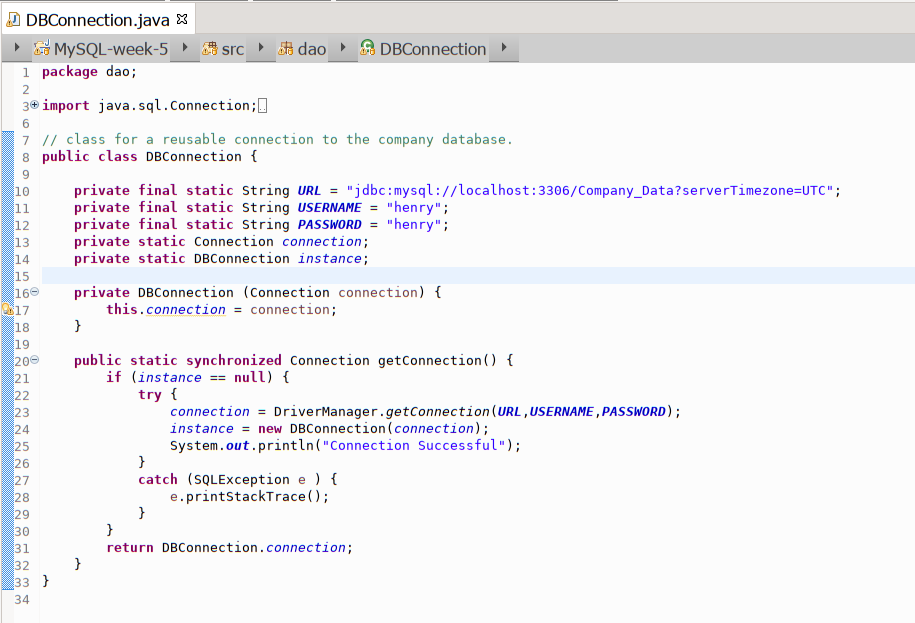 DBConnection.java
MySQL-week-5 src dao DBConnection
1 package dao;
2
3 import java.sql.Connection;
6
7 // class for a reusable connection to the company database.
8 public class DBConnection {
9
10     private final static String URL = "jdbc:mysql://localhost:3306/Company_Data?serverTimezone=UTC";
11     private final static String USERNAME = "henry";
12     private final static String PASSWORD = "henry";
13     private static Connection connection;
14     private static DBConnection instance;
15
16     private DBConnection (Connection connection) {
17         this.connection = connection;
18     }
19
20     public static synchronized Connection getConnection() {
21         if (instance == null) {
22             try {
23                 connection = DriverManager.getConnection(URL,USERNAME,PASSWORD);
24                 instance = new DBConnection(connection);
25                 System.out.println("Connection Successful");
26             }
27             catch (SQLException e ) {
28                 e.printStackTrace();
29             }
30         }
31         return DBConnection.connection;
32     }
33 }
34